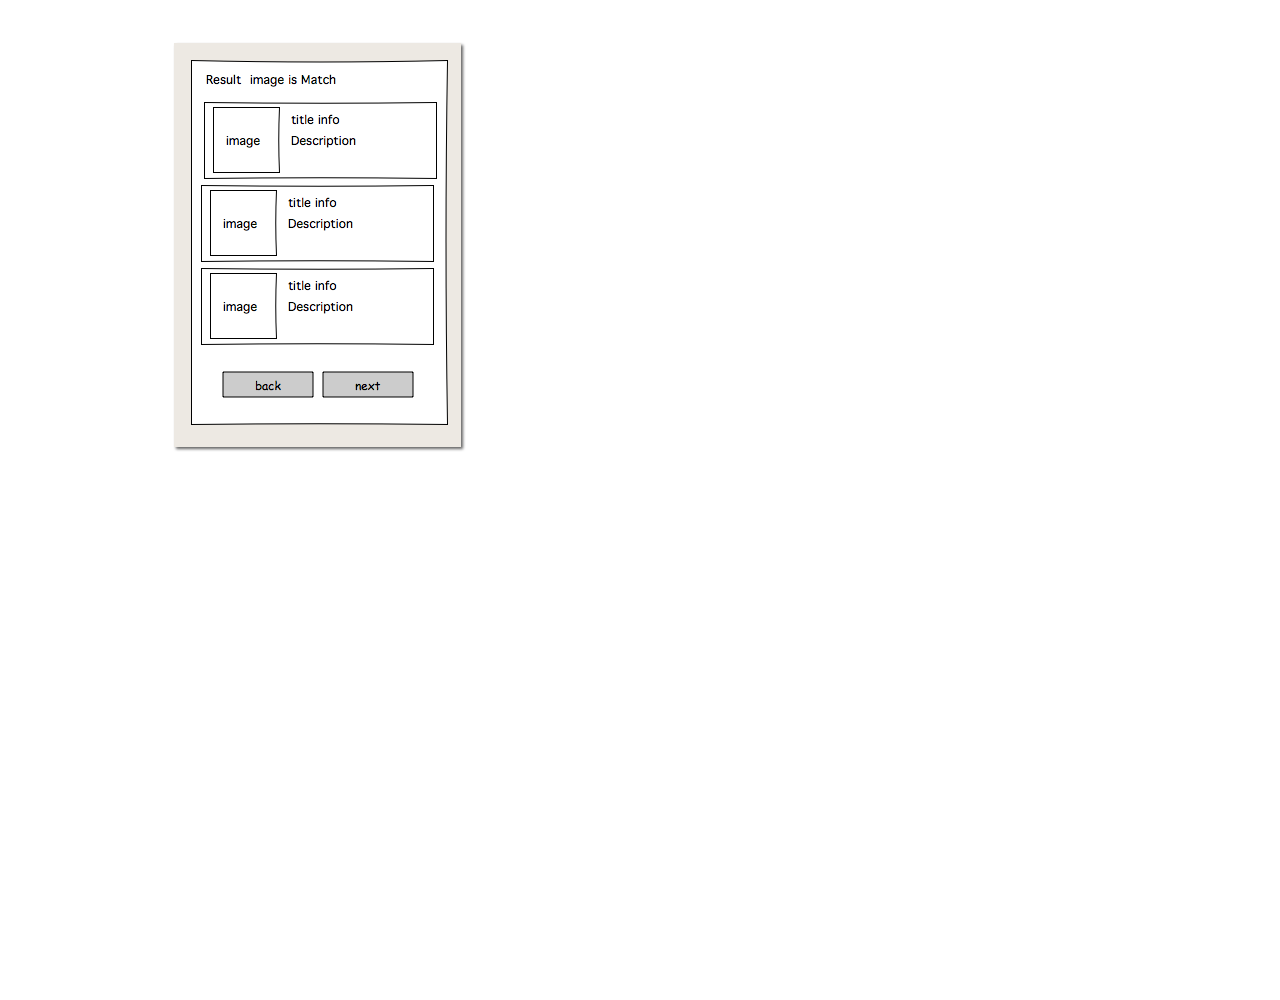 Result  image is Match
image
title info
Description
image
title info
Description
image
title info
Description
back
next